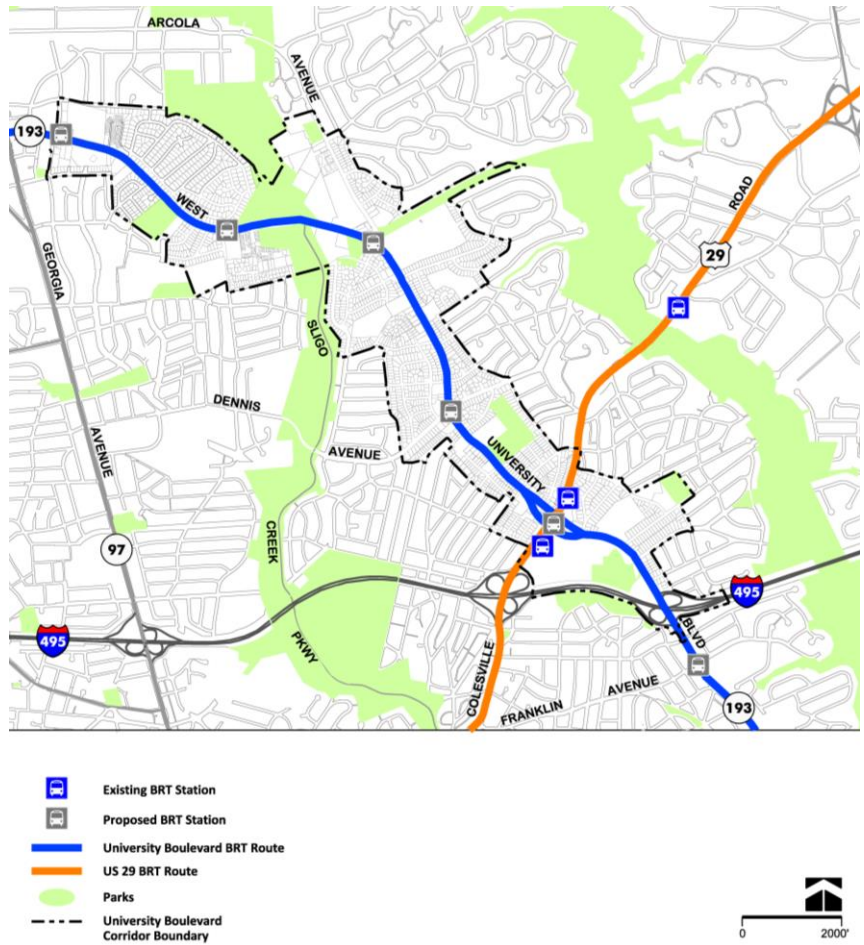 ARCOLA
AVENUE
193
WEST
ROAD
29
GEORGIA
SLIGO
DENNIS
AVENUE
UNIVERSITY
AVENUE
CREEK
97
495
495
PKWY
BLVD
COLESVILLE
AVENUE
FRANKLIN
193
Existing BRT Station
Proposed BRT Station
University Boulevard BRT Route
US 29 BRT Route
Parks
University Boulevard
Corridor Boundary
0 2000'